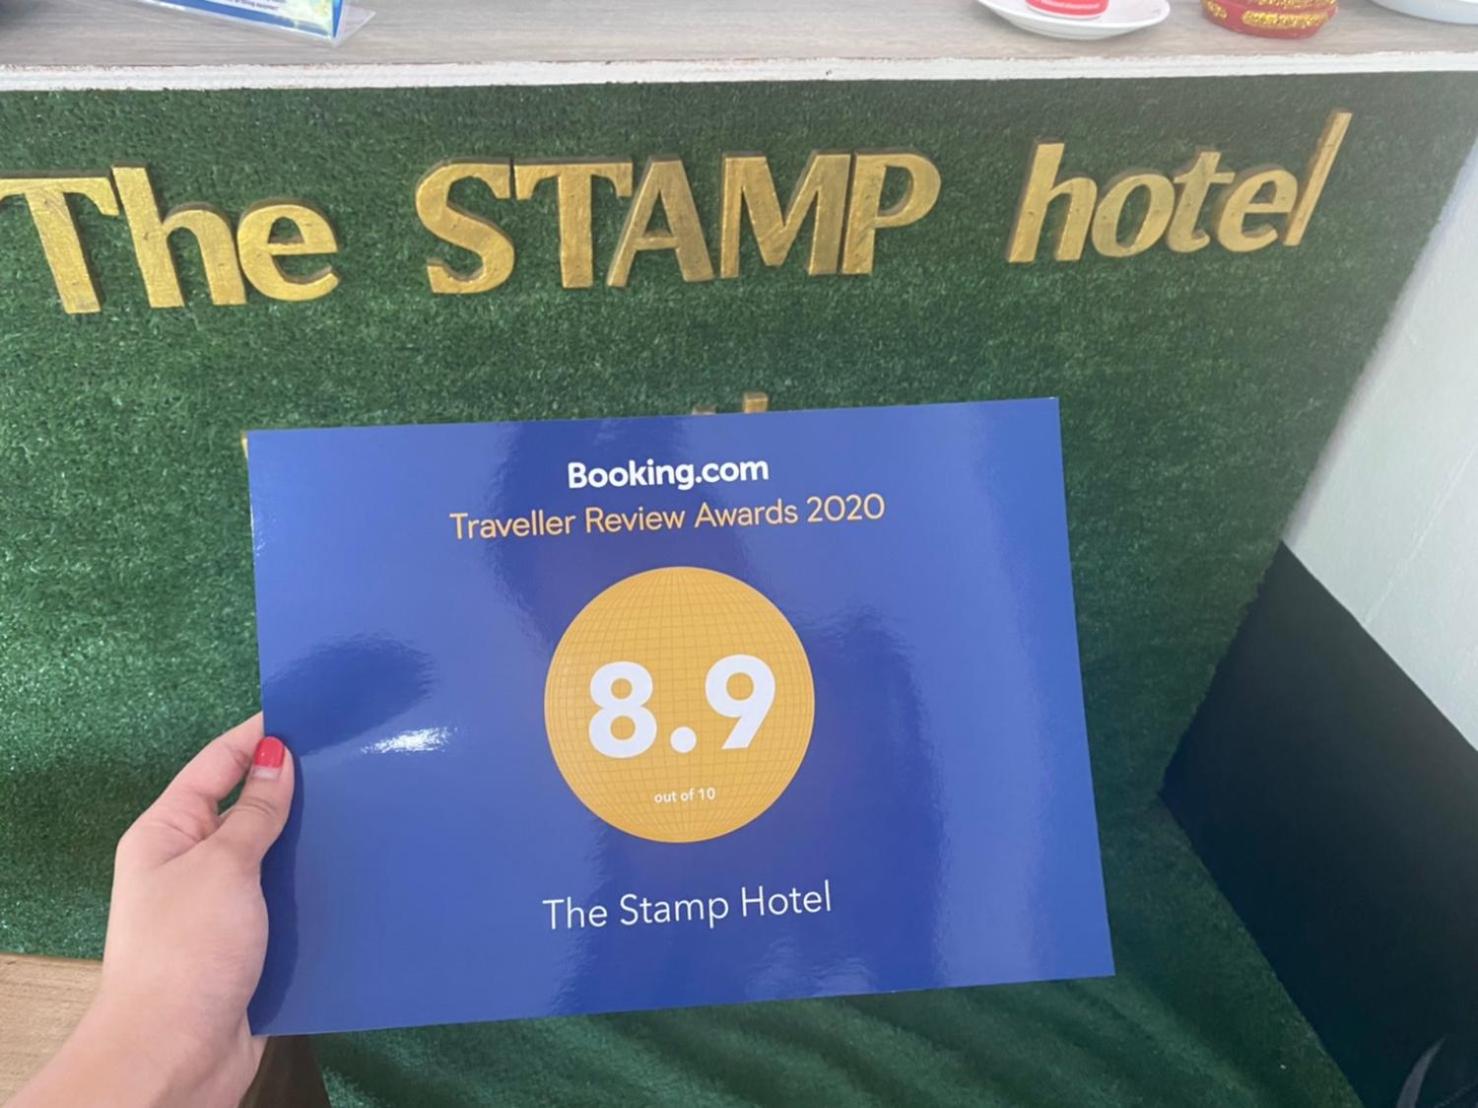 The STAMP hotel
Booking.com
Traveller Review Awards 2020
8.9
out of 10
The Stamp Hotel